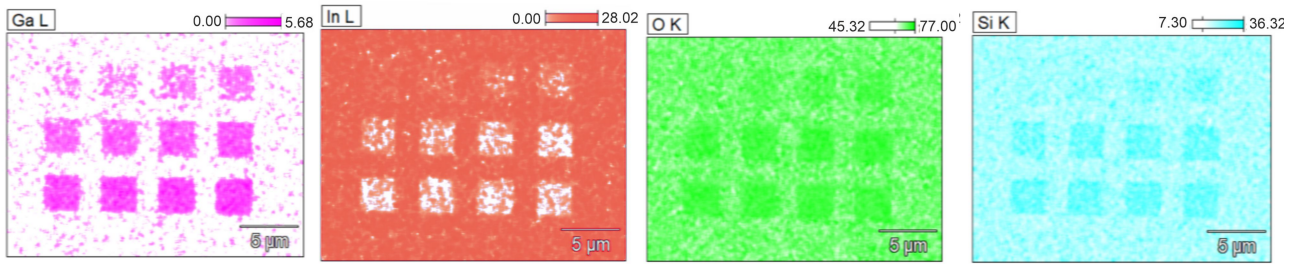 Ga L 0.00 5.68
In L 0.00 28.02
O K 45.32 77.00
Si K 7.30 36.32
5 µm
5 µm
5 µm
5 µm